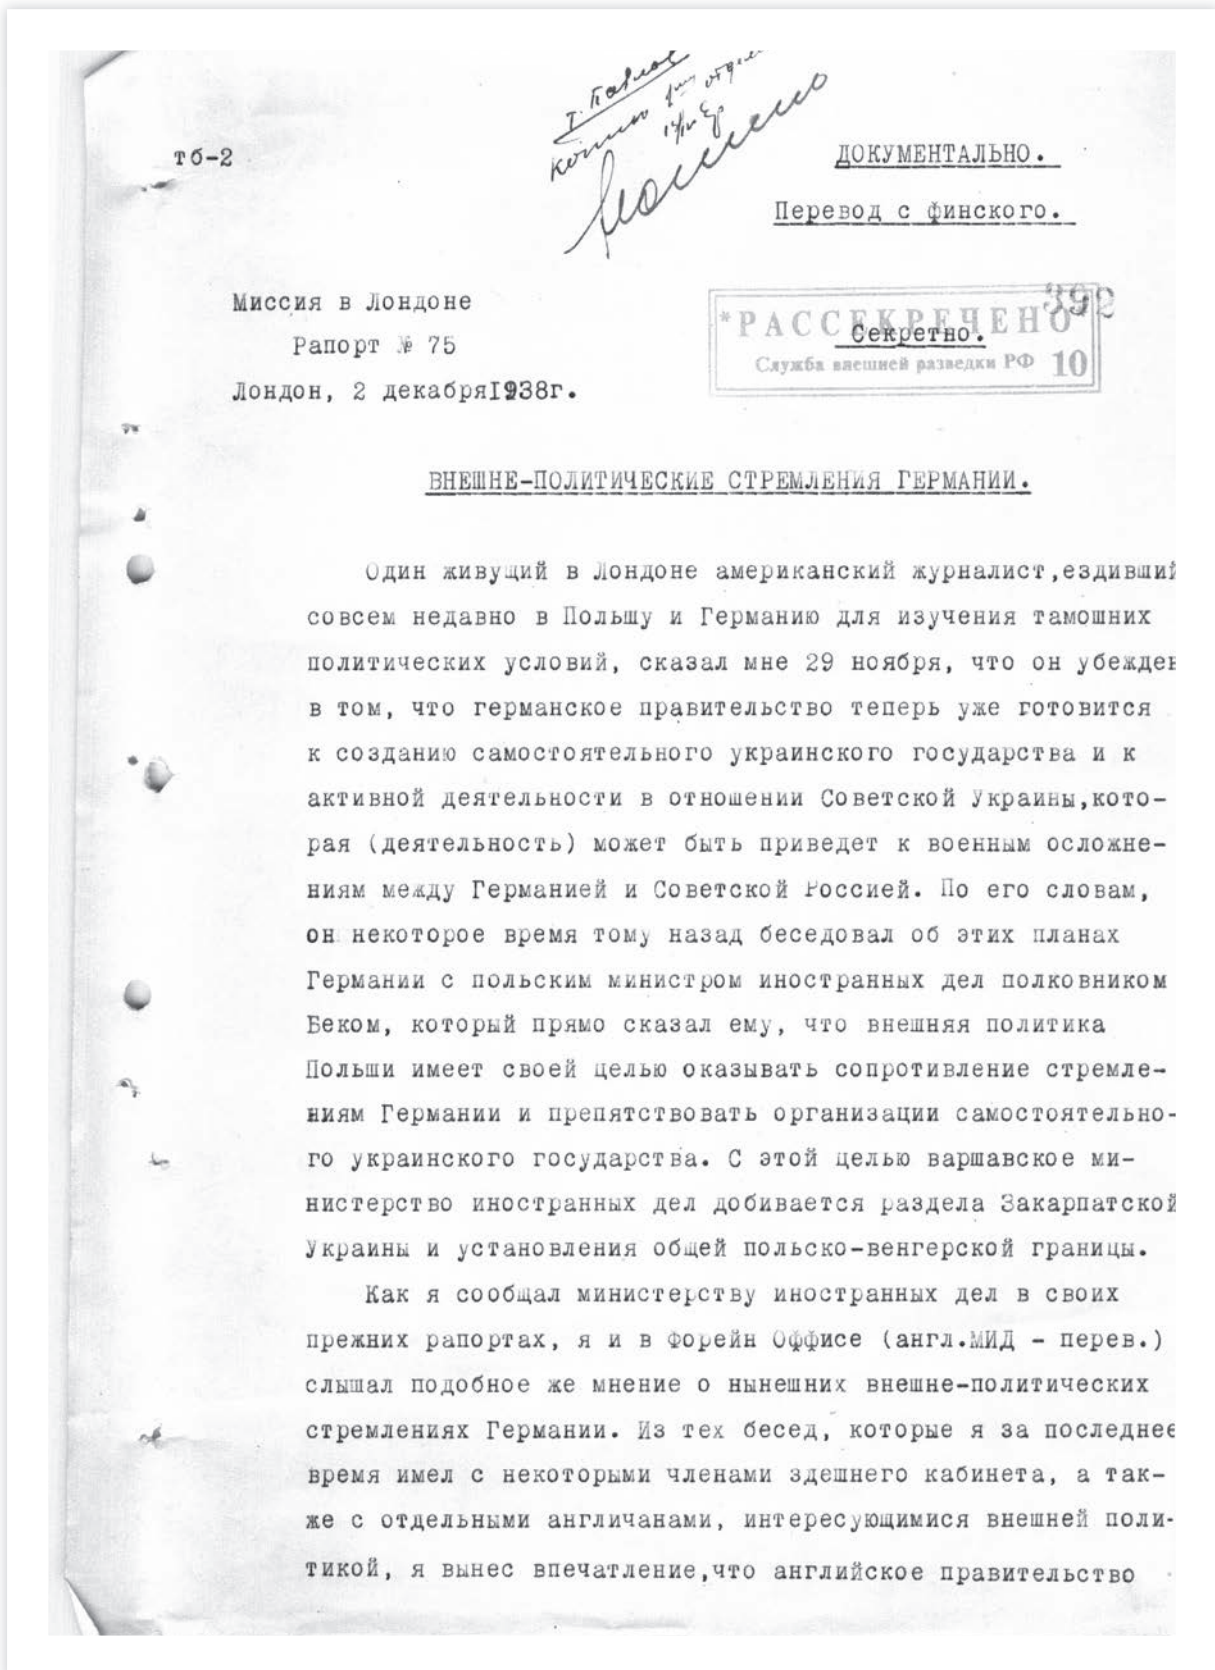 т. Павлов
копию
отдел
тб-2
ДОКУМЕНТАЛЬНО.
Перевод с финского.
Миссия в Лондоне
392
*РАССЕКРЕЧЕНО*
Секретно.
Рапорт № 75
Служба внешней разведки РФ 10
Лондон, 2 декабряI938г.
ВНЕШНЕ-ПОЛИТИЧЕСКИЕ СТРЕМЛЕНИЯ ГЕРМАНИИ.
Один живущий в Лондоне американский журналист,ездивший
совсем недавно в Польшу и Германию для изучения тамошних
политических условий, сказал мне 29 ноября, что он убежден
в том, что германское правительство теперь уже готовится
к созданию самостоятельного украинского государства и к
активной деятельности в отношении Советской Украины,кото-
рая (деятельность) может быть приведет к военным осложне-
ниям между Германией и Советской Россией. По его словам,
он некоторое время тому назад беседовал об этих планах
Германии с польским министром иностранных дел полковником
Беком, который прямо сказал ему, что внешняя политика
Польши имеет своей целью оказывать сопротивление стремле-
ниям Германии и препятствовать организации самостоятельно-
го украинского государства. С этой целью варшавское ми-
нистерство иностранных дел добивается раздела Закарпатской
Украины и установления общей польско-венгерской границы.
Как я сообщал министерству иностранных дел в своих
прежних рапортах, я и в Форейн Оффисе (англ.МИД - перев.)
слышал подобное же мнение о нынешних внешне-политических
стремлениях Германии. Из тех бесед, которые я за последнее
время имел с некоторыми членами здешнего кабинета, а так-
же с отдельными англичанами, интересующимися внешней поли-
тикой, я вынес впечатление,что английское правительство